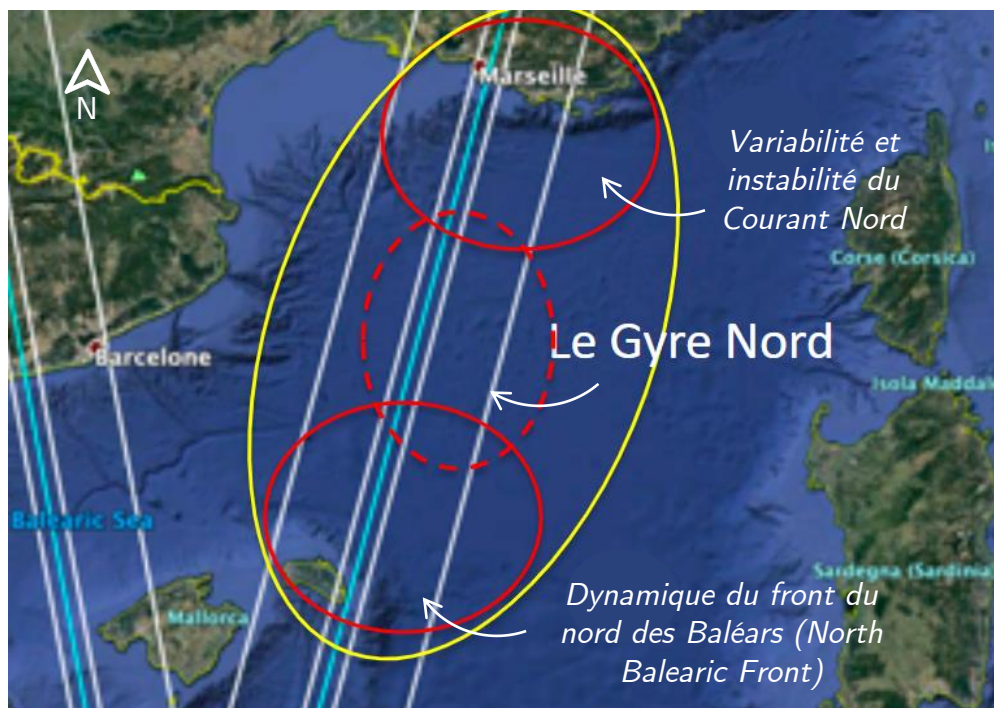 N
Marseille
Variabilité et
instabilité du
Courant Nord
Corse (Corsica)
Le Gyre Nord
Barcelone
Isola Maddal
Balearic Sea
Sardegna (Sardinia)
Mallorca
Dynamique du front du
nord des Baléars (North
Balearic Front)